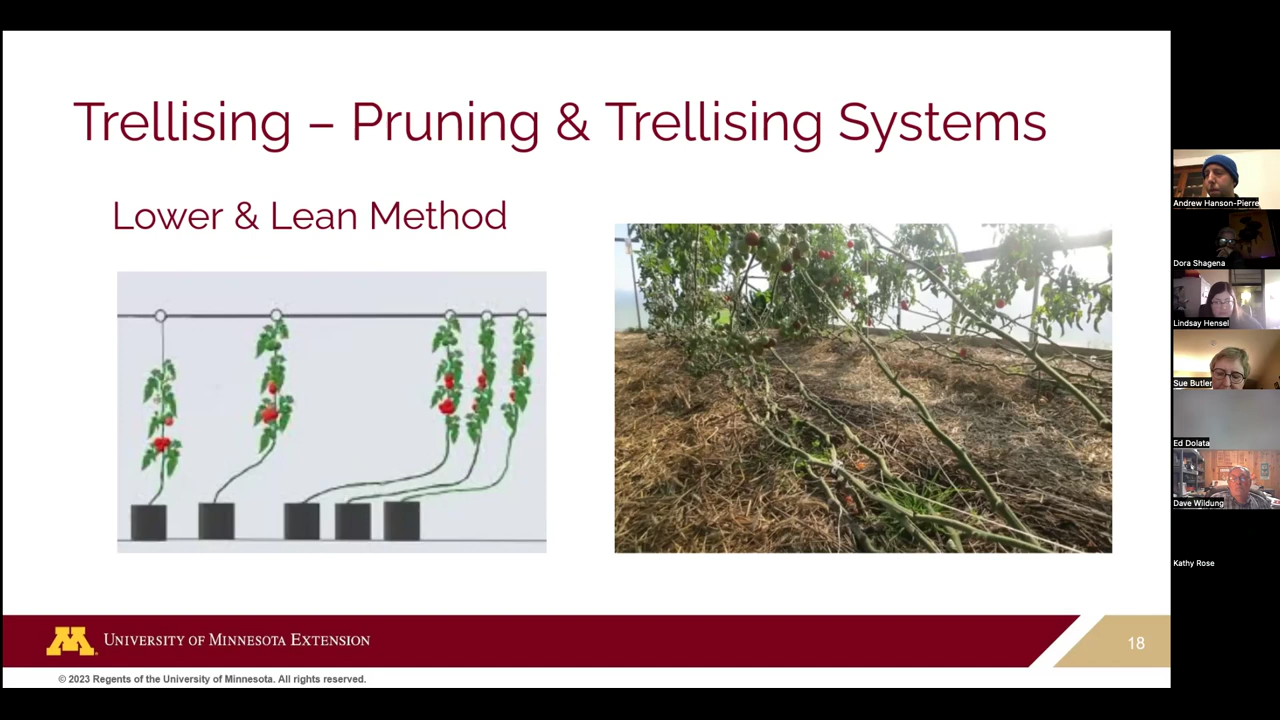 Trellising – Pruning & Trellising Systems
Lower & Lean Method
UNIVERSITY OF MINNESOTA EXTENSION
18
© 2023 Regents of the University of Minnesota. All rights reserved.
Andrew Hanson-Pierre
Dora Shagena
Lindsay Hensel
Sue Butler
Ed Dolata
Dave Wildung
Kathy Rose